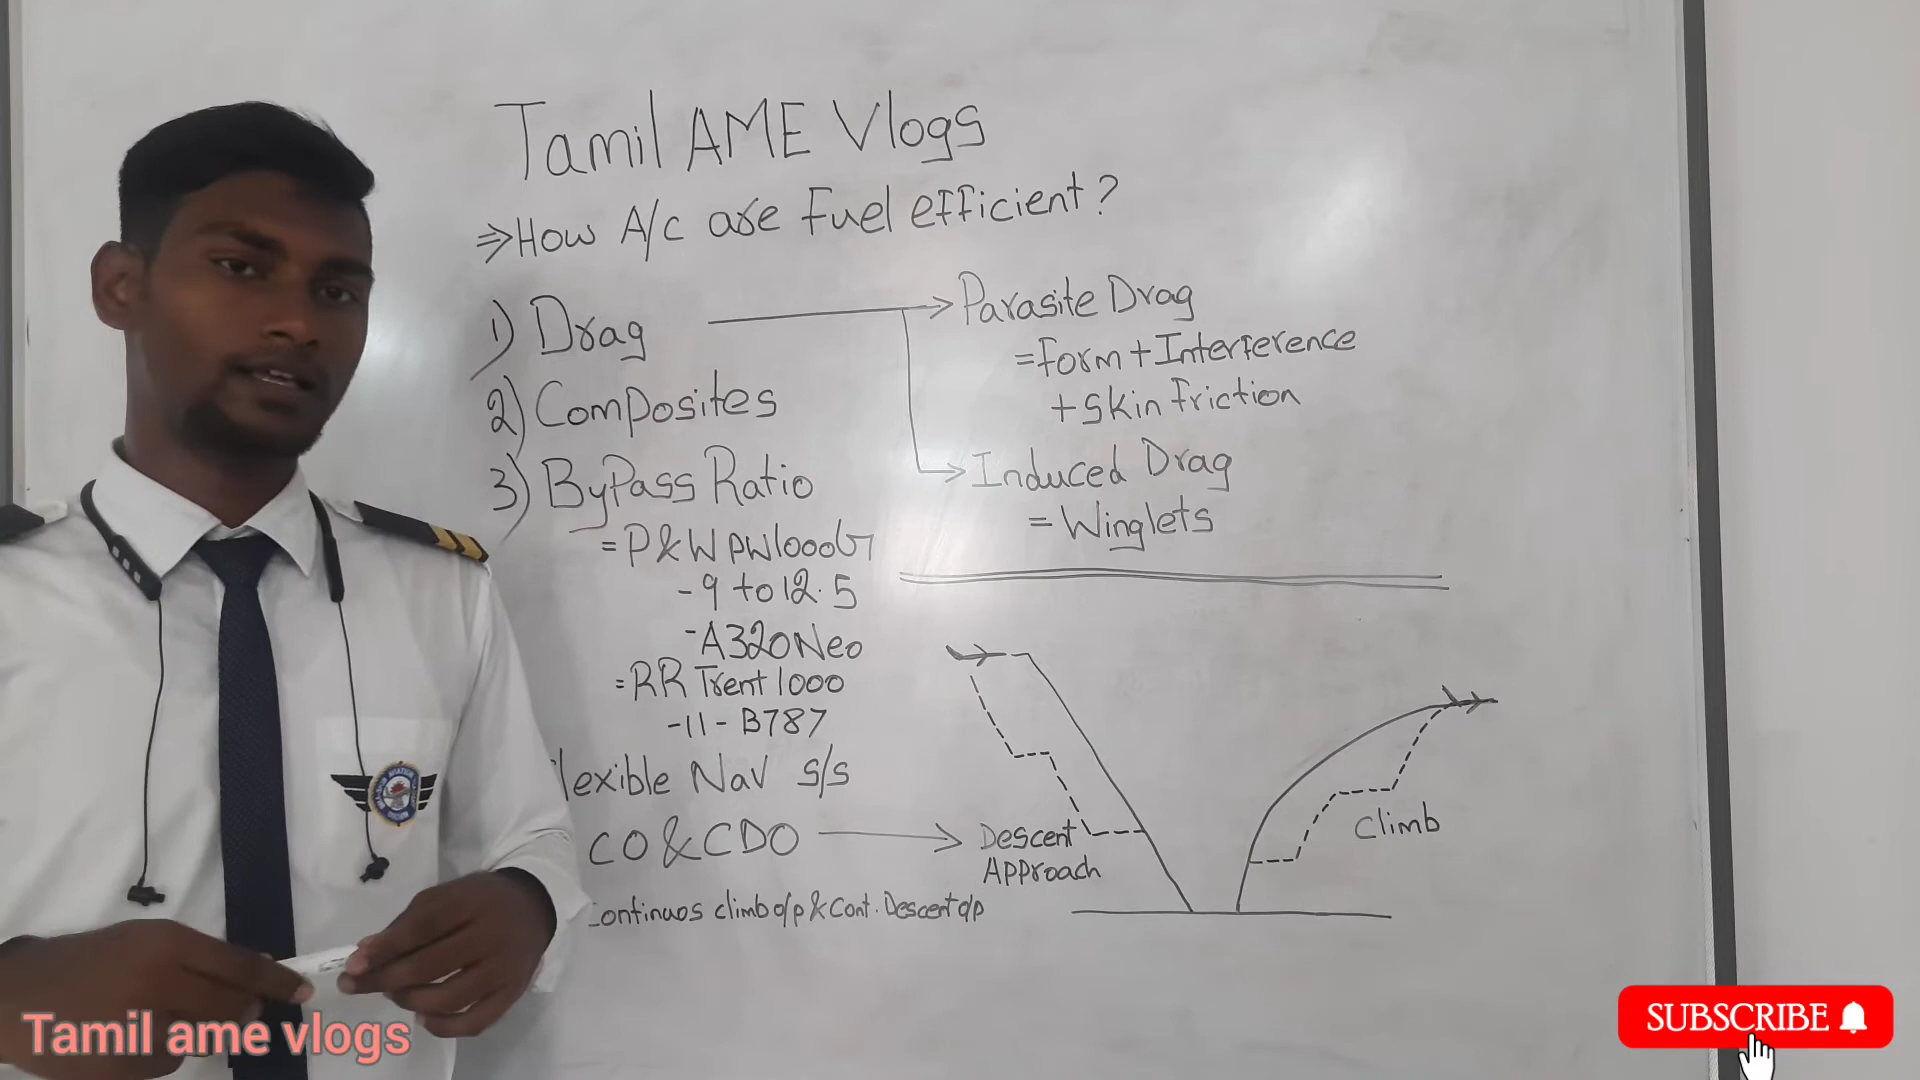 Tamil AME Vlogs
⇒How A/c are Fuel efficient?
1) Drag
→Parasite Drag
=Form+Interference
+Skin Friction
→Induced Drag
=Winglets
2) Composites
3) ByPass Ratio
=P&W PW1000G
-9 to 12.5
-A320Neo
=RR Trent 1000
-11-B787
lexible Nav s/s
CO&CDO → Descent
Approach
Climb
Continuos climb o/p & Cont. Descent o/p
Tamil ame vlogs
SUBSCRIBE